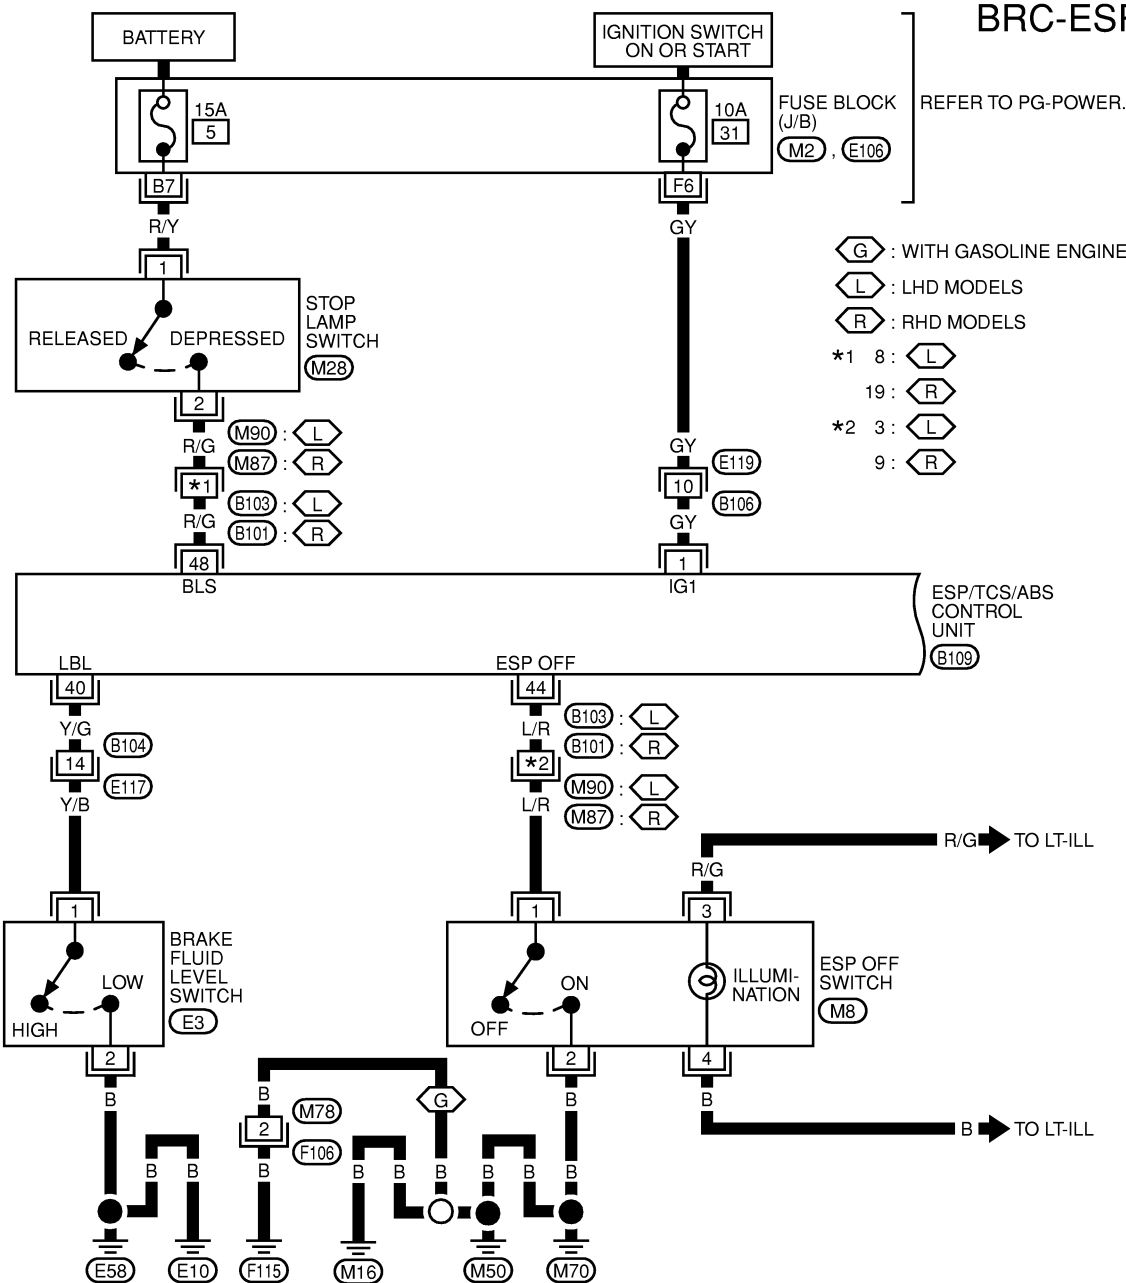 BRC-ESP
BATTERY
IGNITION SWITCH
ON OR START
15A
5
10A
31
FUSE BLOCK
(J/B)
M2 , E106
REFER TO PG-POWER.
B7
F6
R/Y
GY
1
G : WITH GASOLINE ENGINE
L : LHD MODELS
R : RHD MODELS
*1 8 : L
19 : R
*2 3 : L
9 : R
RELEASED
DEPRESSED
STOP
LAMP
SWITCH
M28
2
R/G
M90 : L
M87 : R
*1
B103 : L
B101 : R
R/G
GY
E119
10
B106
GY
48
1
BLS
IG1
ESP/TCS/ABS
CONTROL
UNIT
B109
LBL
ESP OFF
40
44
Y/G
B104
14
E117
Y/B
L/R
B103 : L
B101 : R
*2
M90 : L
M87 : R
L/R
R/G
TO LT-ILL
R/G
1
1
3
BRAKE
FLUID
LEVEL
SWITCH
E3
LOW
HIGH
ON
OFF
ILLUMI-
NATION
ESP OFF
SWITCH
M8
2
2
4
B
B
G
B
B
M78
2
F106
B TO LT-ILL
B
B
B
B
B
B
B
B
B
E58
E10
F115
M16
M50
M70